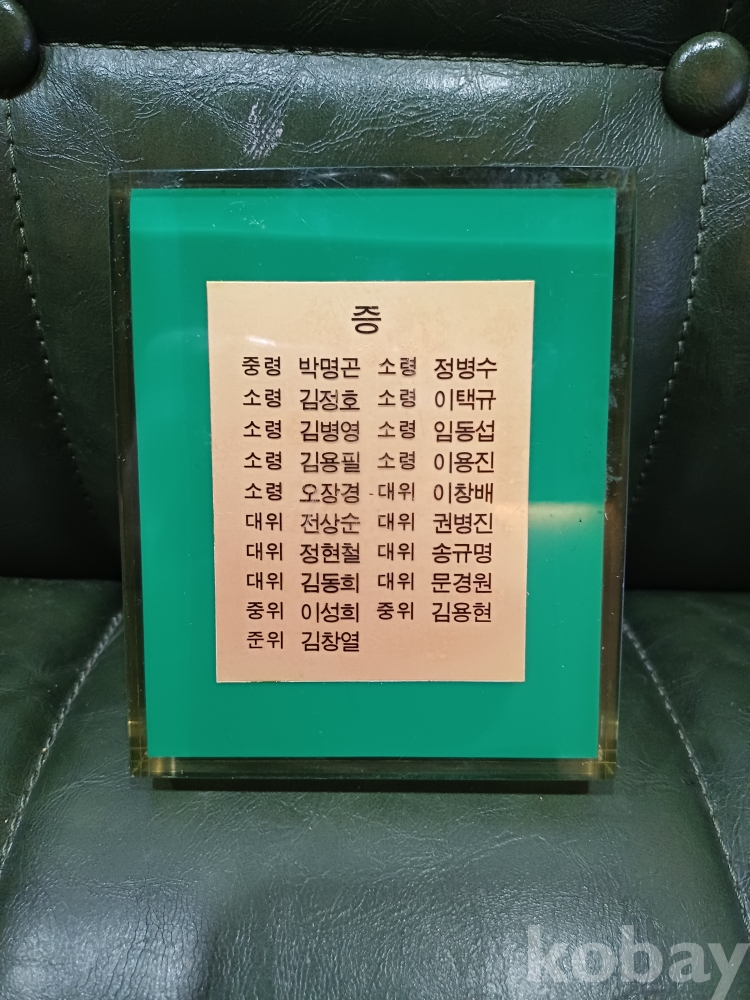 증
중령 박명곤 소령 정병수
소령 김정호 소령 이택규
소령 김병영 소령 임동섭
소령 김용필 소령 이용진
소령 오장경 대위 이창배
대위 전상순 대위 권병진
대위 정현철 대위 송규명
대위 김동희 대위 문경원
중위 이성희 중위 김용현
준위 김창열
kobay